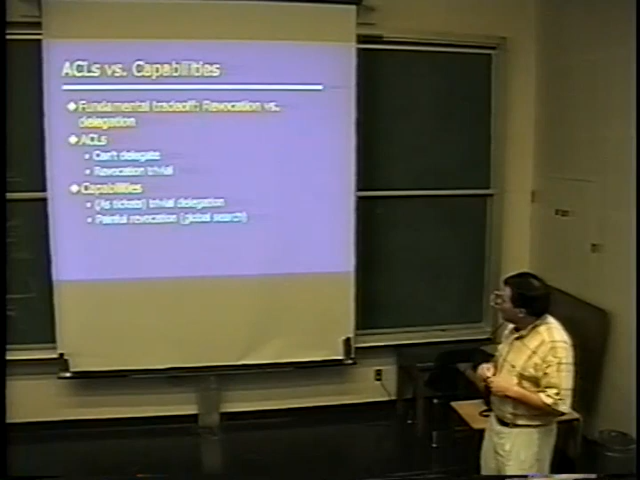 ACLs vs. Capabilities
Fundamental tradeoff: Revocation vs.
delegation
ACLs
Can't delegate
Revocation trivial
Capabilities
(As tickets) trivial delegation
Painful revocation (global search)